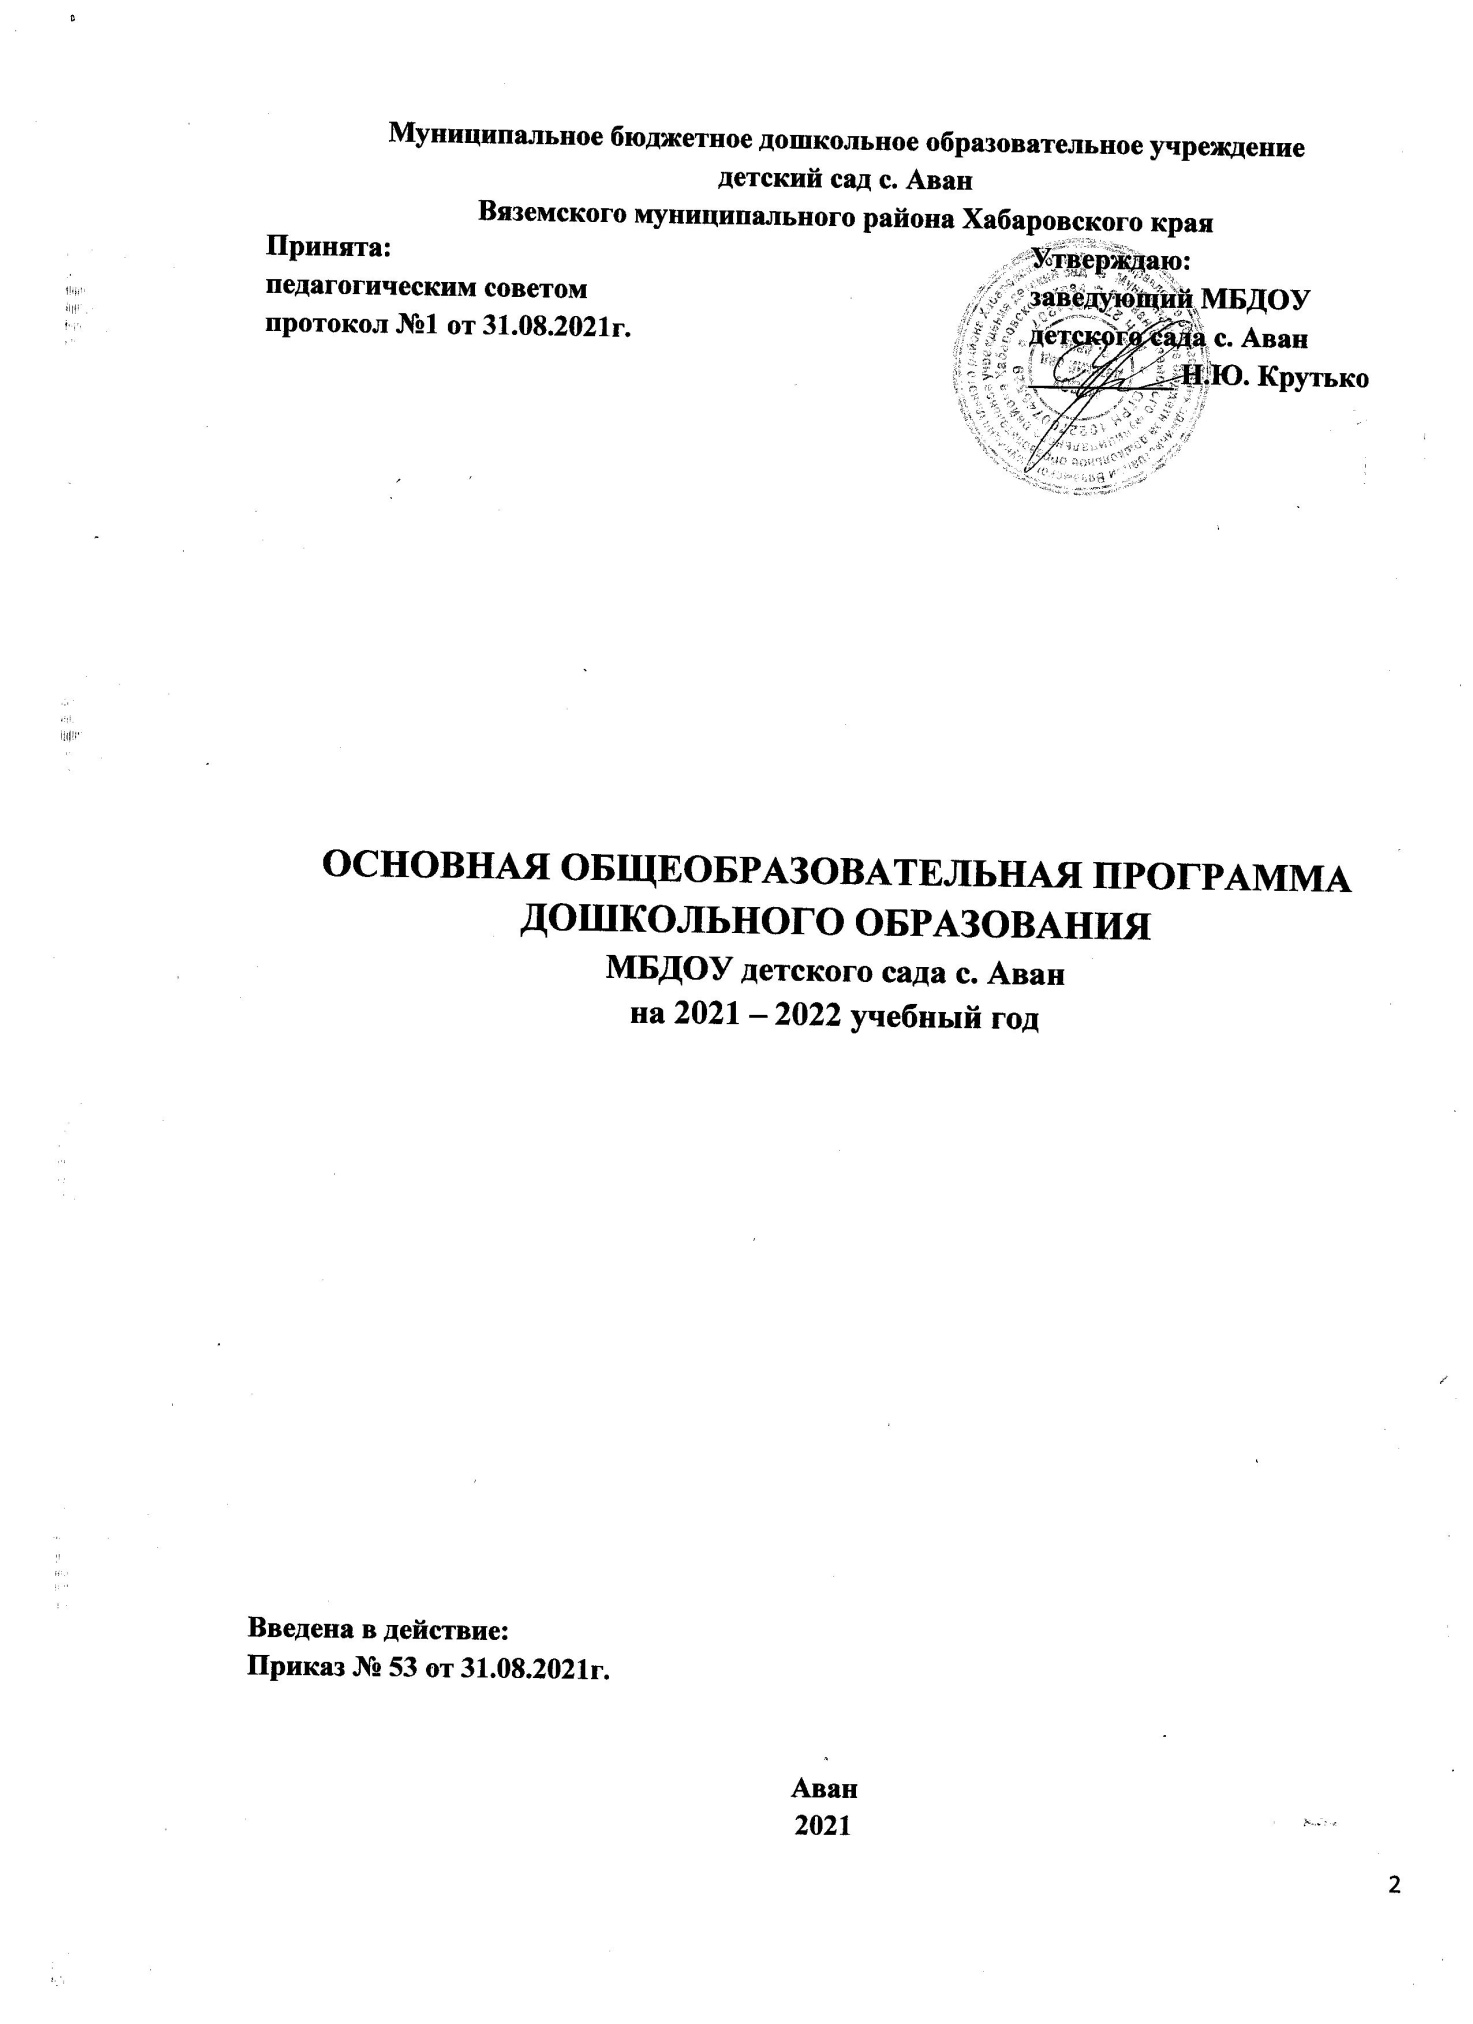 Муниципальное бюджетное дошкольное образовательное учреждение
детский сад с. Аван
Вяземского муниципального района Хабаровского края
Принята:
педагогическим советом
протокол №1 от 31.08.2021г.
Утверждаю:
заведующий МБДОУ
детского сада с. Аван
Н.Ю. Крутько
ОСНОВНАЯ ОБЩЕОБРАЗОВАТЕЛЬНАЯ ПРОГРАММА
ДОШКОЛЬНОГО ОБРАЗОВАНИЯ
МБДОУ детского сада с. Аван
на 2021 – 2022 учебный год
Введена в действие:
Приказ № 53 от 31.08.2021г.
Аван
2021
2